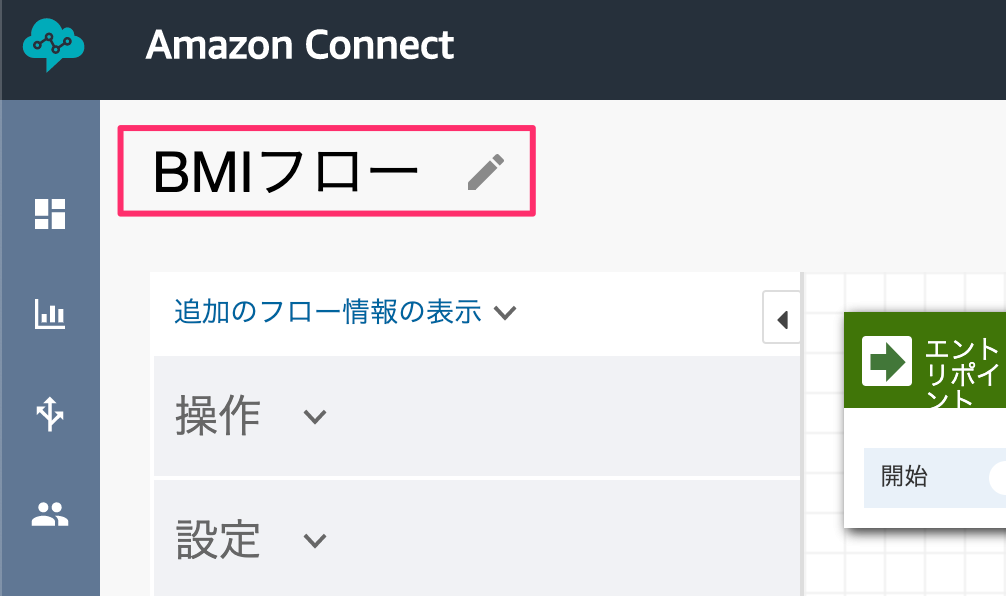 Amazon Connect
BMIフロー
追加のフロー情報の表示
操作
設定
エント
リポイ
ント
開始